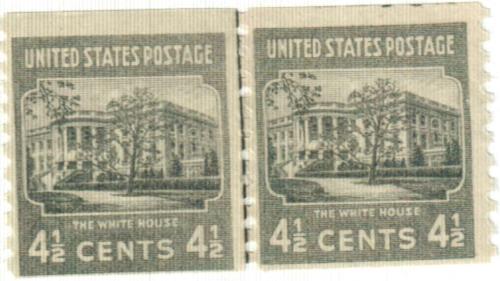 UNITED STATES POSTAGE
THE WHITE HOUSE
4½ CENTS 4½
UNITED STATES POSTAGE
THE WHITE HOUSE
4½ CENTS 4½